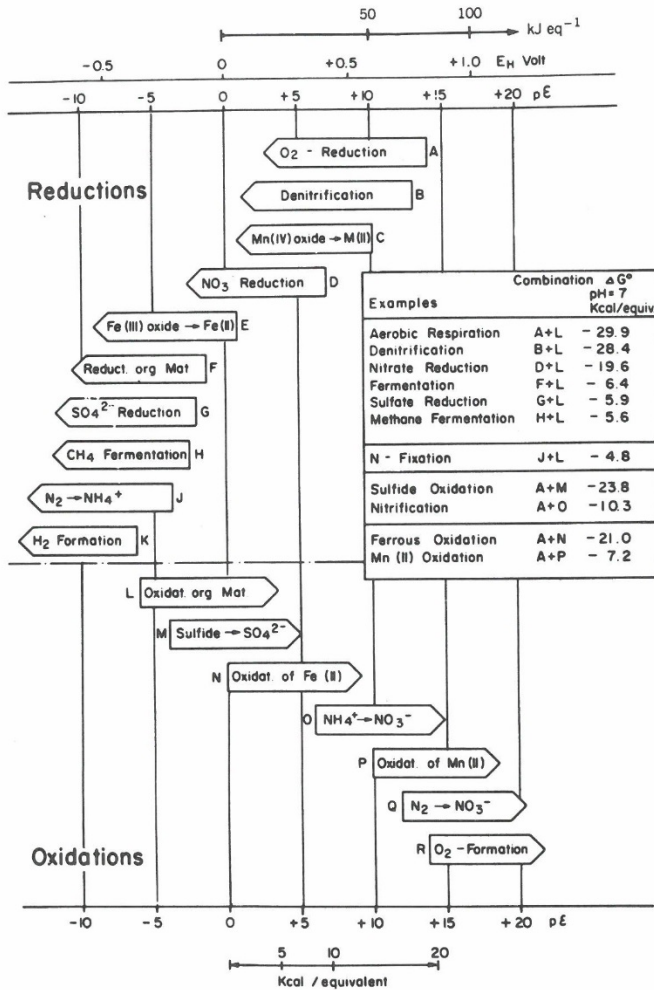 50 100 kJ eq⁻¹
-0.5 0 +0.5 +1.0 E_H Volt
-10 -5 0 +5 +10 +15 +20 pε
O₂ - Reduction A
Reductions
Denitrification B
Mn(IV) oxide → M(II) C
NO₃⁻ Reduction D
Fe(III) oxide → Fe(II) E
Reduct. org Mat F
SO₄²⁻ Reduction G
CH₄ Fermentation H
N₂ → NH₄⁺ J
H₂ Formation K
Combination ΔG°
pH = 7
Examples Kcal/equiv
Aerobic Respiration A+L - 29.9
Denitrification B+L - 28.4
Nitrate Reduction D+L - 19.6
Fermentation F+L - 6.4
Sulfate Reduction G+L - 5.9
Methane Fermentation H+L - 5.6
N - Fixation J+L - 4.8
Sulfide Oxidation A+M - 23.8
Nitrification A+O - 10.3
Ferrous Oxidation A+N - 21.0
Mn (II) Oxidation A+P - 7.2
L Oxidat. org Mat.
M Sulfide → SO₄²⁻
N Oxidat. of Fe (II)
O NH₄⁺ → NO₃⁻
P Oxidat. of Mn(II)
Q N₂ → NO₃⁻
R O₂ - Formation
Oxidations
-10 -5 0 +5 +10 +15 +20 pε
5 10 20
Kcal / equivalent